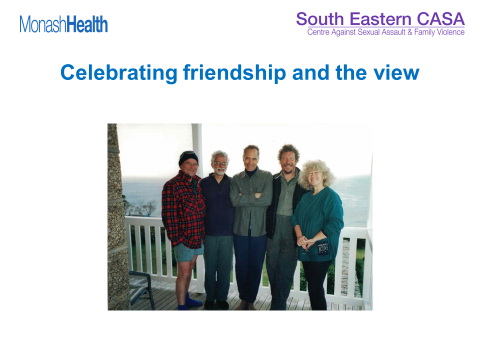 MonashHealth
South Eastern CASA
Centre Against Sexual Assault & Family Violence
Celebrating friendship and the view